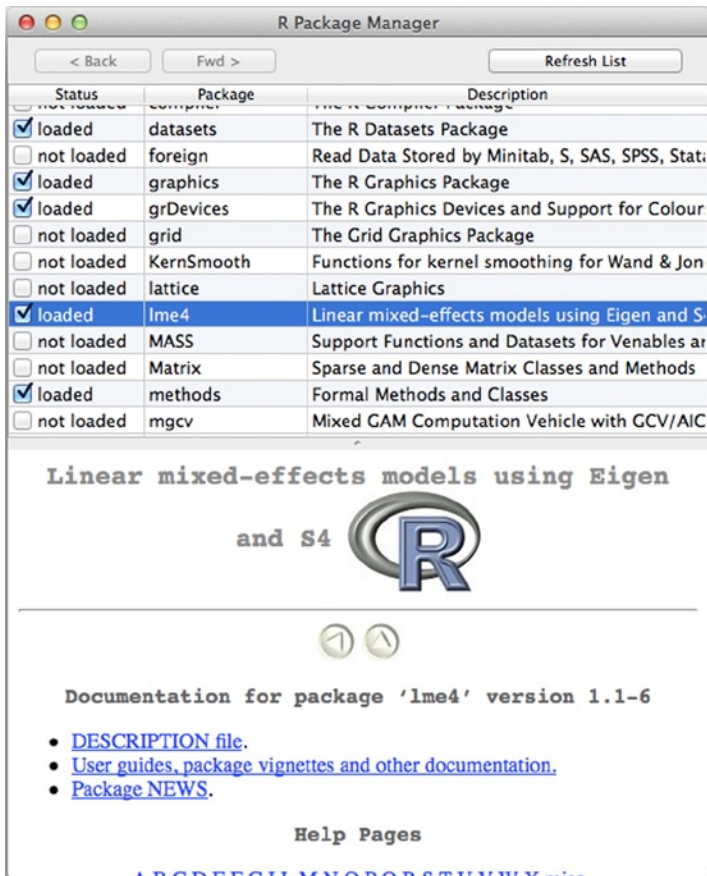 R Package Manager
< Back Fwd > Refresh List
Status Package Description
not loaded compiler The R Compiler Package
loaded datasets The R Datasets Package
not loaded foreign Read Data Stored by Minitab, S, SAS, SPSS, Stata
loaded graphics The R Graphics Package
loaded grDevices The R Graphics Devices and Support for Colour
not loaded grid The Grid Graphics Package
not loaded KernSmooth Functions for kernel smoothing for Wand & Jon
not loaded lattice Lattice Graphics
loaded lme4 Linear mixed-effects models using Eigen and S
not loaded MASS Support Functions and Datasets for Venables ar
not loaded Matrix Sparse and Dense Matrix Classes and Methods
loaded methods Formal Methods and Classes
not loaded mgcv Mixed GAM Computation Vehicle with GCV/AIC
Linear mixed-effects models using Eigen
and S4 R
Documentation for package ‘lme4’ version 1.1-6
• DESCRIPTION file.
• User guides, package vignettes and other documentation.
• Package NEWS.
Help Pages